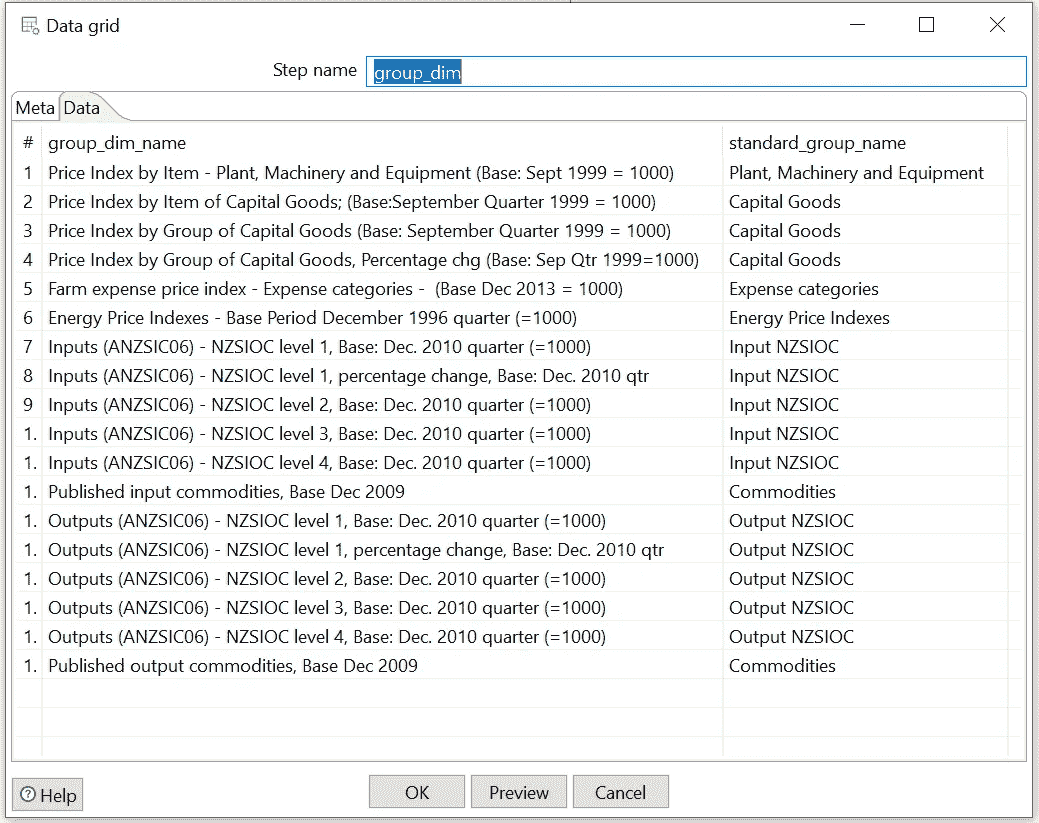 Data grid
Step name group_dim
Meta Data
# group_dim_name standard_group_name
1 Price Index by Item - Plant, Machinery and Equipment (Base: Sept 1999 = 1000) Plant, Machinery and Equipment
2 Price Index by Item of Capital Goods; (Base:September Quarter 1999 = 1000) Capital Goods
3 Price Index by Group of Capital Goods (Base: September Quarter 1999 = 1000) Capital Goods
4 Price Index by Group of Capital Goods, Percentage chg (Base: Sep Qtr 1999=1000) Capital Goods
5 Farm expense price index - Expense categories - (Base Dec 2013 = 1000) Expense categories
6 Energy Price Indexes - Base Period December 1996 quarter (=1000) Energy Price Indexes
7 Inputs (ANZSIC06) - NZSIOC level 1, Base: Dec. 2010 quarter (=1000) Input NZSIOC
8 Inputs (ANZSIC06) - NZSIOC level 1, percentage change, Base: Dec. 2010 qtr Input NZSIOC
9 Inputs (ANZSIC06) - NZSIOC level 2, Base: Dec. 2010 quarter (=1000) Input NZSIOC
1. Inputs (ANZSIC06) - NZSIOC level 3, Base: Dec. 2010 quarter (=1000) Input NZSIOC
1. Inputs (ANZSIC06) - NZSIOC level 4, Base: Dec. 2010 quarter (=1000) Input NZSIOC
1. Published input commodities, Base Dec 2009 Commodities
1. Outputs (ANZSIC06) - NZSIOC level 1, Base: Dec. 2010 quarter (=1000) Output NZSIOC
1. Outputs (ANZSIC06) - NZSIOC level 1, percentage change, Base: Dec. 2010 qtr Output NZSIOC
1. Outputs (ANZSIC06) - NZSIOC level 2, Base: Dec. 2010 quarter (=1000) Output NZSIOC
1. Outputs (ANZSIC06) - NZSIOC level 3, Base: Dec. 2010 quarter (=1000) Output NZSIOC
1. Outputs (ANZSIC06) - NZSIOC level 4, Base: Dec. 2010 quarter (=1000) Output NZSIOC
1. Published output commodities, Base Dec 2009 Commodities
Help OK Preview Cancel